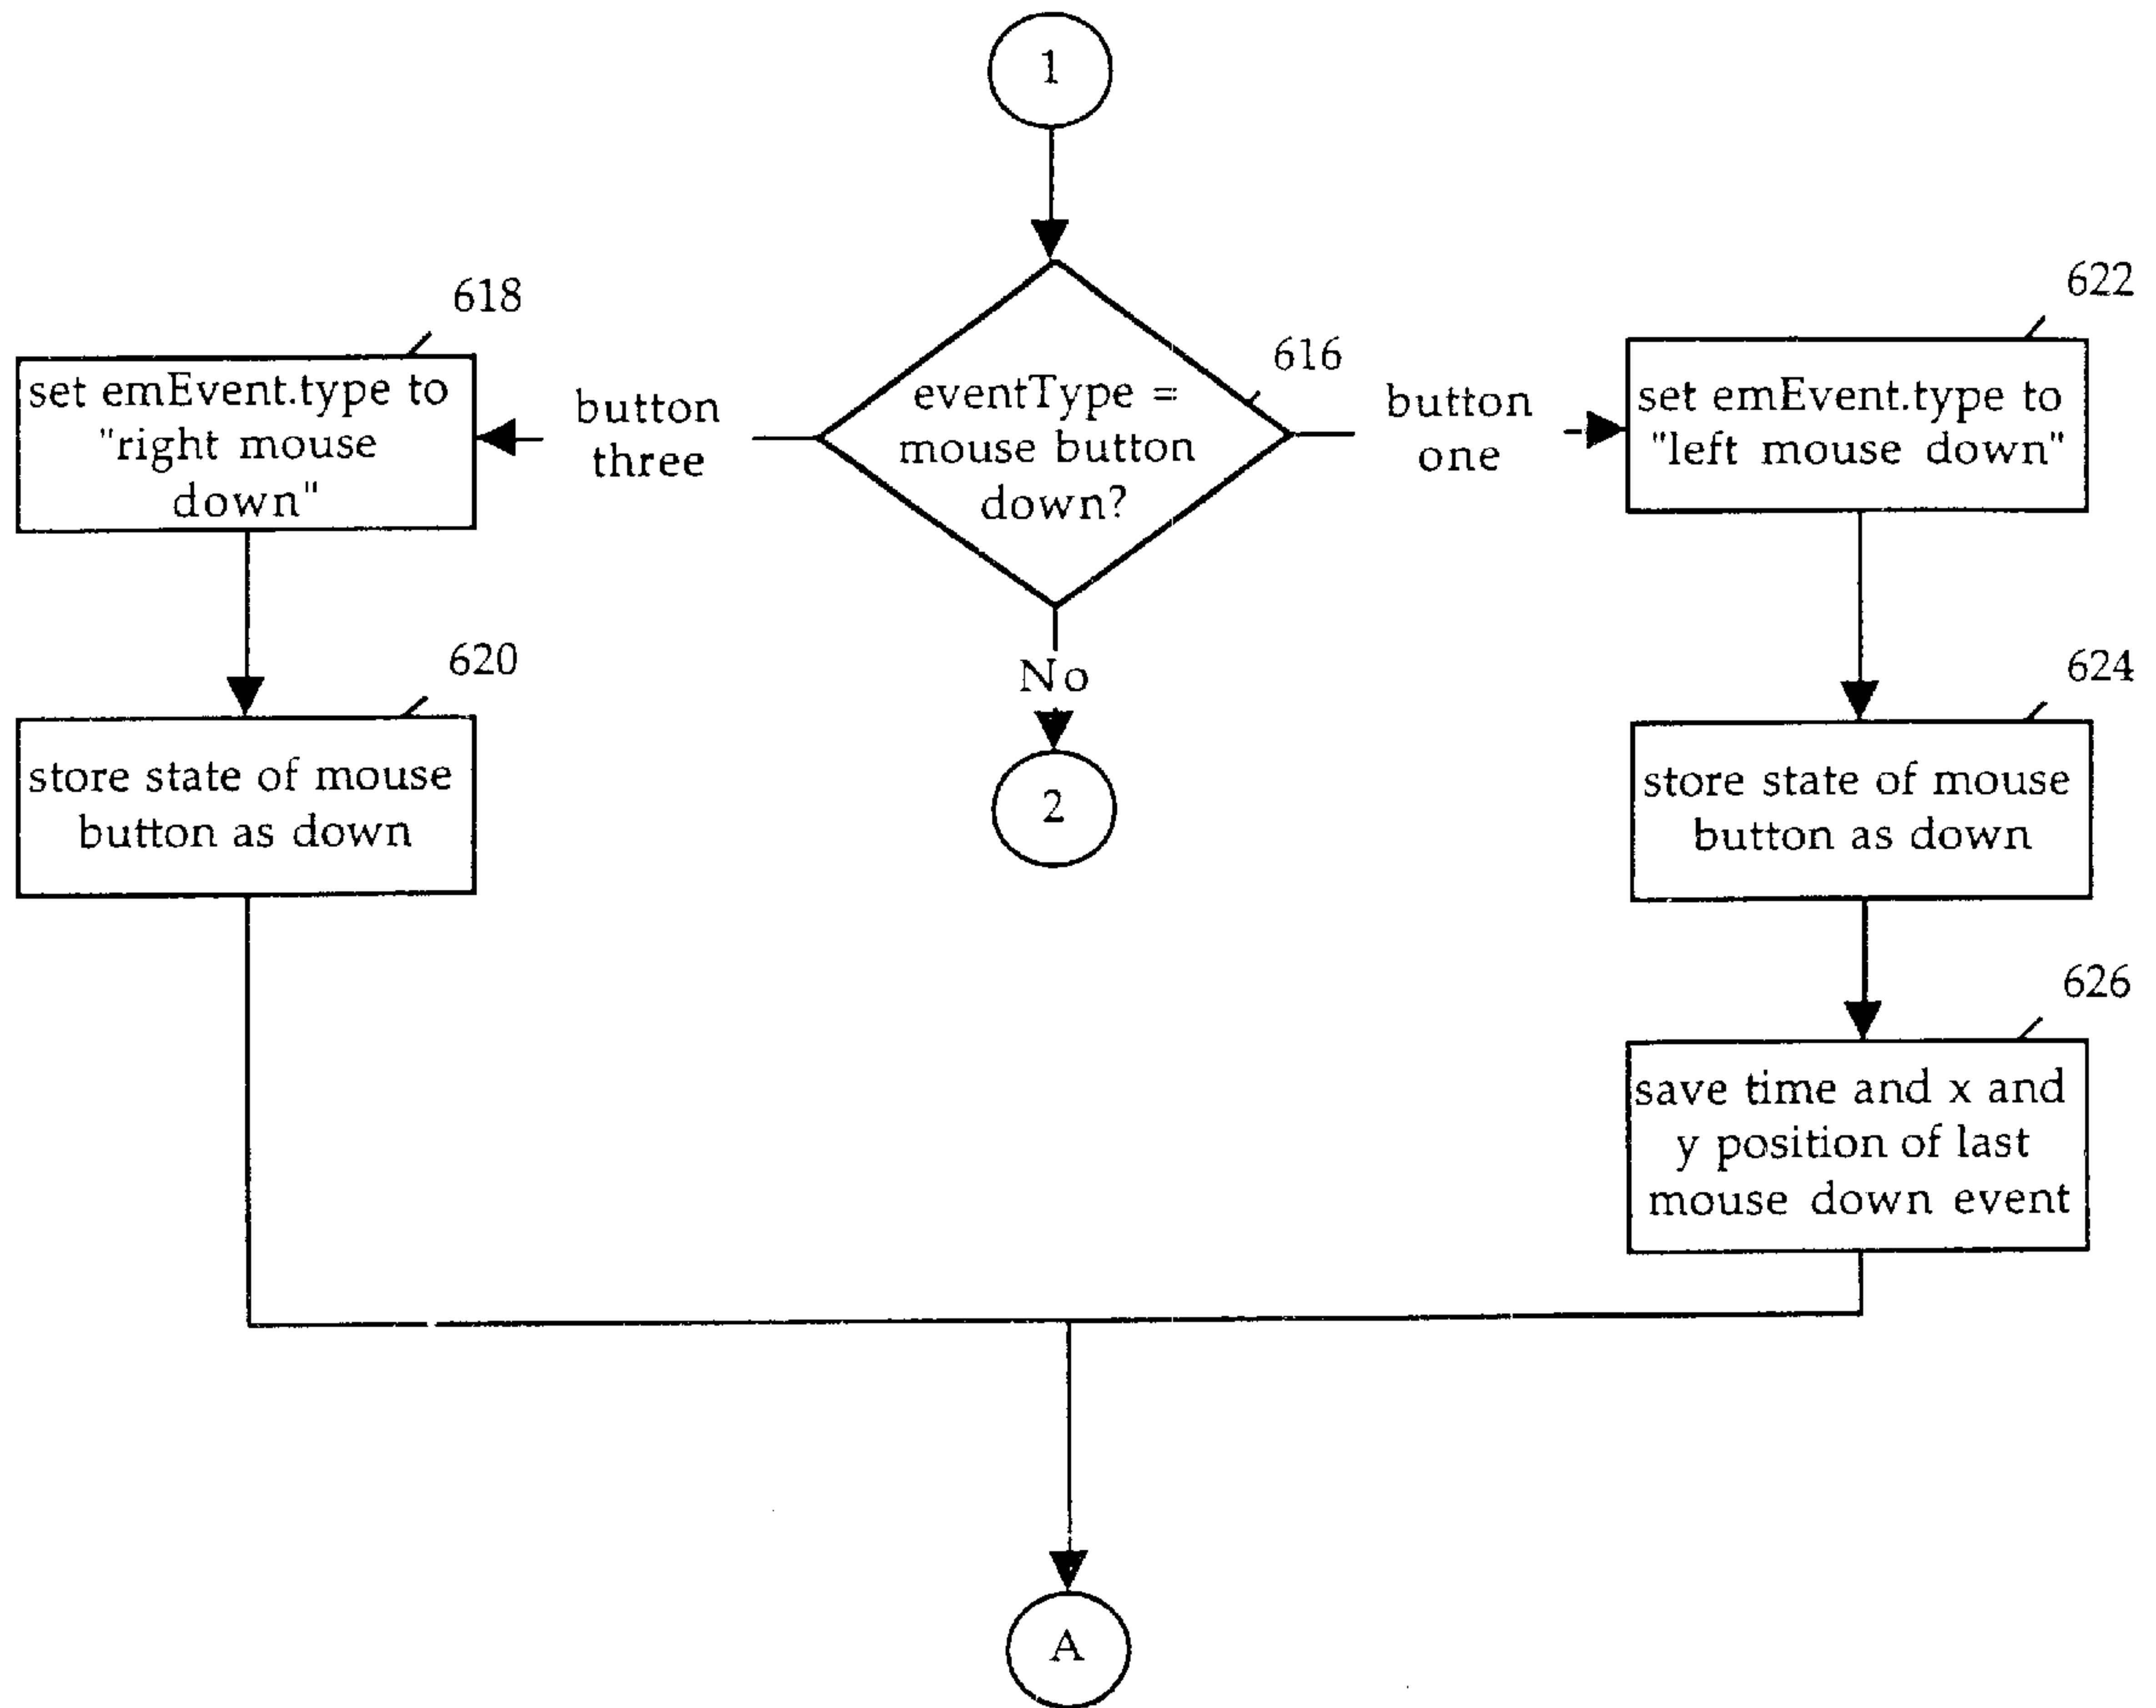 1
618
622
616
set emEvent.type to
"right mouse
down"
button
three
eventType =
mouse button
down?
button
one
set emEvent.type to
"left mouse down"
No
620
624
store state of mouse
button as down
2
store state of mouse
button as down
626
save time and x and
y position of last
mouse down event
A